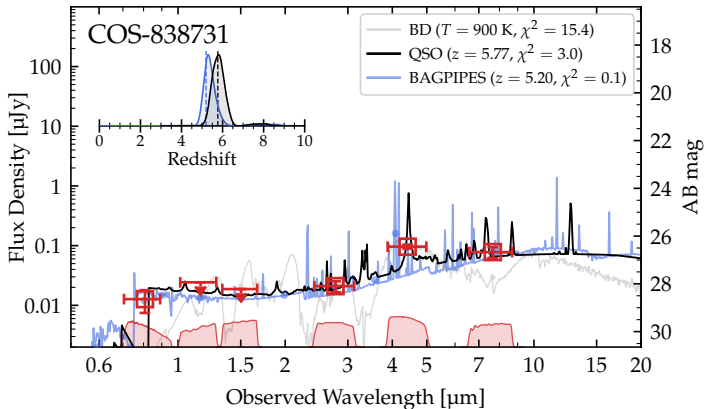 COS-838731
BD (T = 900 K, χ² = 15.4)
QSO (z = 5.77, χ² = 3.0)
BAGPIPES (z = 5.20, χ² = 0.1)
0 2 4 6 8 10
Redshift
100
10
1
0.1
0.01
Flux Density [µJy]
18
20
22
24
26
28
30
AB mag
0.6 1 1.5 2 3 4 5 7 10 15 20
Observed Wavelength [µm]